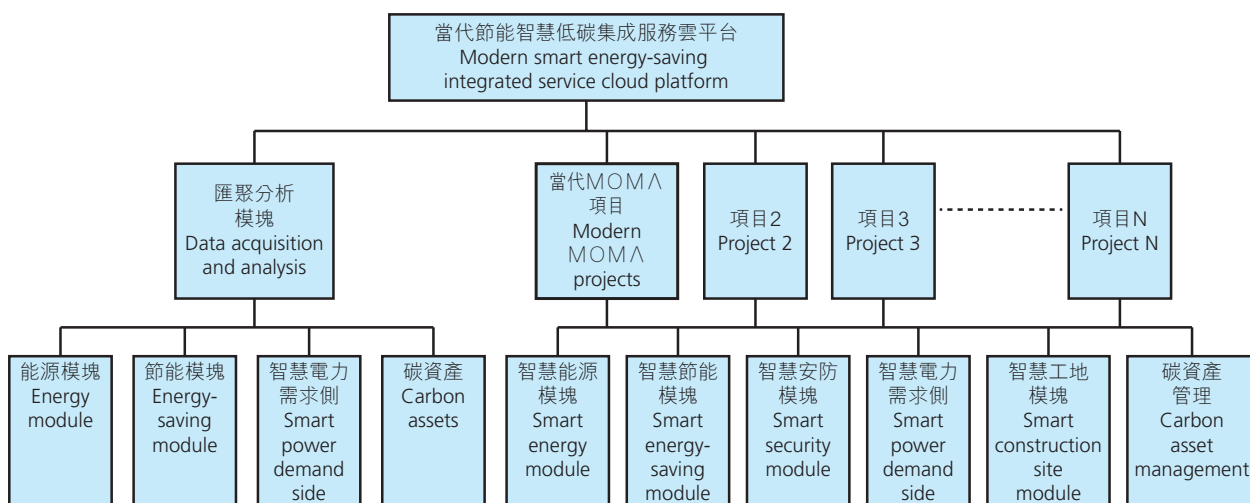 當代節能智慧低碳集成服務雲平台
Modern smart energy-saving
integrated service cloud platform
匯聚分析
模塊
Data acquisition
and analysis
當代MOMΛ
項目
Modern
MOMΛ
projects
項目2
Project 2
項目3
Project 3
項目N
Project N
能源模塊
Energy
module
節能模塊
Energy-
saving
module
智慧電力
需求側
Smart
power
demand
side
碳資產
Carbon
assets
智慧能源
模塊
Smart
energy
module
智慧節能
模塊
Smart
energy-
saving
module
智慧安防
模塊
Smart
security
module
智慧電力
需求側
Smart
power
demand
side
智慧工地
模塊
Smart
construction
site
module
碳資產
管理
Carbon
asset
management